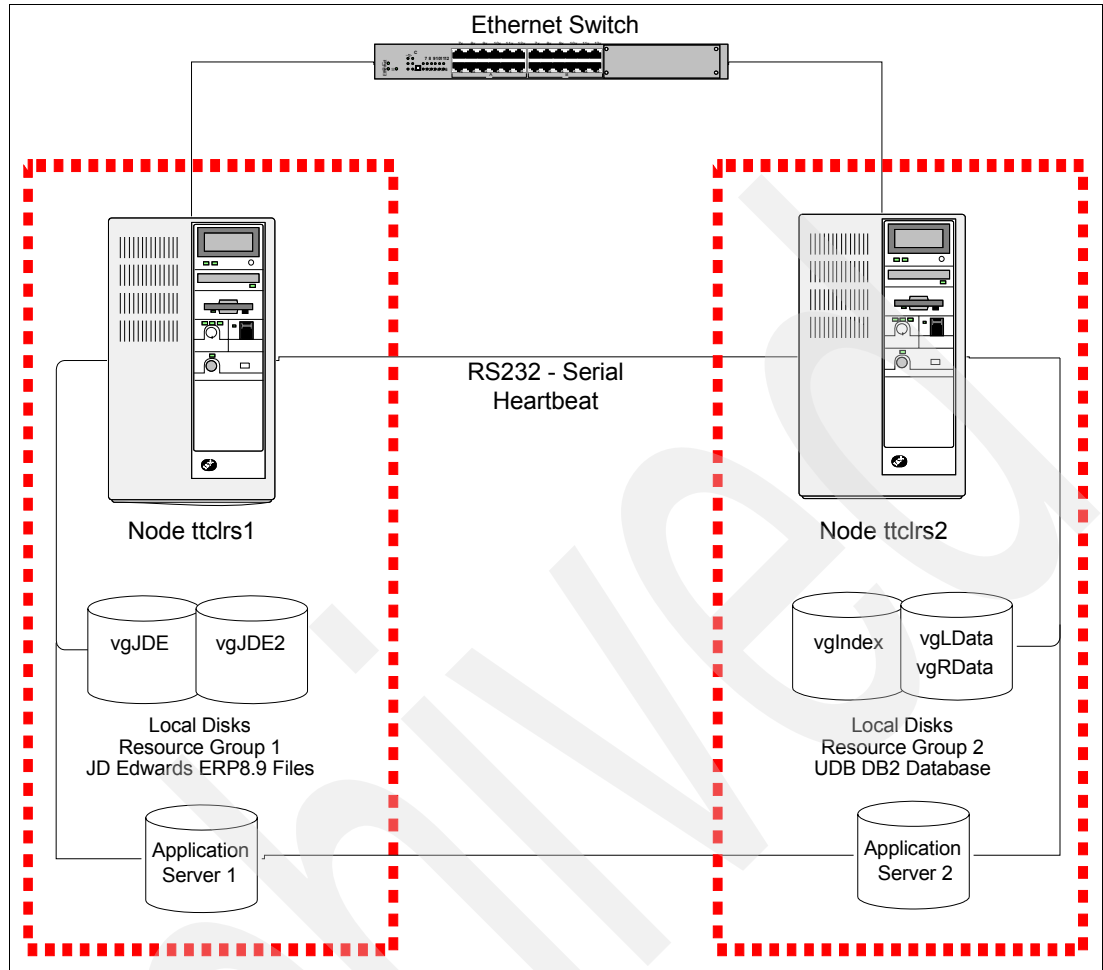 Ethernet Switch
RS232 - Serial
Heartbeat
Node ttclrs1
Node ttclrs2
vgJDE
vgJDE2
vgIndex
vgLData
vgRData
Local Disks
Resource Group 1
JD Edwards ERP8.9 Files
Local Disks
Resource Group 2
UDB DB2 Database
Application
Server 1
Application
Server 2